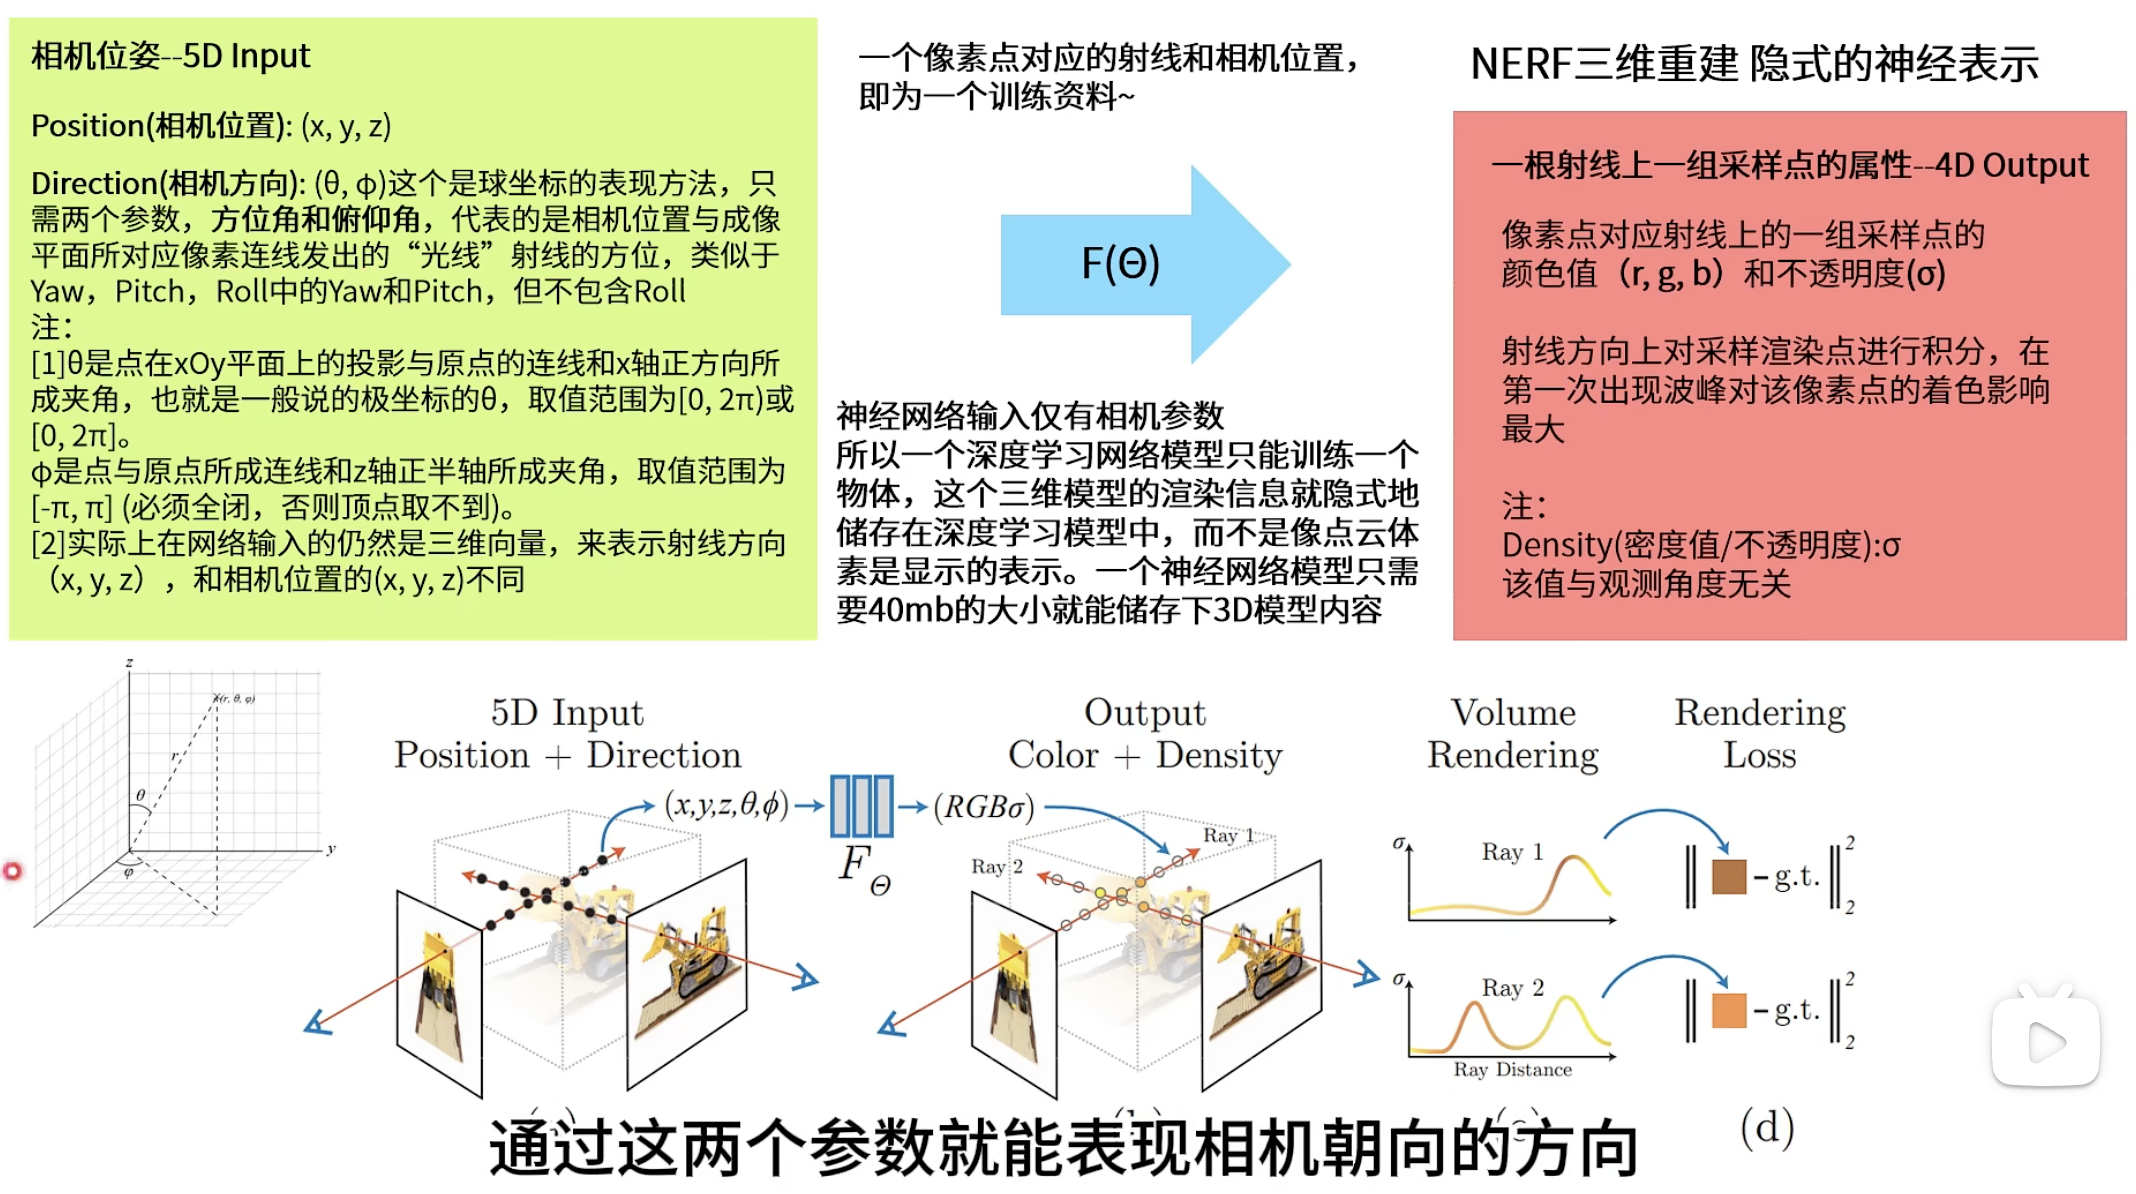 相机位姿--5D Input
Position(相机位置): (x, y, z)
Direction(相机方向): (θ, φ)这个是球坐标的表现方法，只
需两个参数，方位角和俯仰角，代表的是相机位置与成像
平面所对应像素连线发出的“光线”射线的方位，类似于
Yaw，Pitch，Roll中的Yaw和Pitch，但不包含Roll
注：
[1]θ是点在xOy平面上的投影与原点的连线和x轴正方向所
成夹角，也就是一般说的极坐标的θ，取值范围为[0, 2π)或
[0, 2π]。
φ是点与原点所成连线和z轴正半轴所成夹角，取值范围为
[-π, π] (必须全闭，否则顶点取不到)。
[2]实际上在网络输入的仍然是三维向量，来表示射线方向
（x, y, z），和相机位置的(x, y, z)不同
一个像素点对应的射线和相机位置，
即为一个训练资料~
F(Θ)
神经网络输入仅有相机参数
所以一个深度学习网络模型只能训练一个
物体，这个三维模型的渲染信息就隐式地
储存在深度学习模型中，而不是像点云体
素是显示的表示。一个神经网络模型只需
要40mb的大小就能储存下3D模型内容
NERF三维重建 隐式的神经表示
一根射线上一组采样点的属性--4D Output
像素点对应射线上的一组采样点的
颜色值（r, g, b）和不透明度(σ)
射线方向上对采样渲染点进行积分，在
第一次出现波峰对该像素点的着色影响
最大
注：
Density(密度值/不透明度):σ
该值与观测角度无关
z
(r, θ, φ)
r
θ
y
φ
5D Input
Position + Direction
(x,y,z,θ,ϕ)
F_Θ
Output
Color + Density
(RGBσ)
Ray 1
Ray 2
Volume
Rendering
σ
Ray 1
σ
Ray 2
Ray Distance
Rendering
Loss
‖ - g.t. ‖²₂
‖ - g.t. ‖²₂
(d)
通过这两个参数就能表现相机朝向的方向